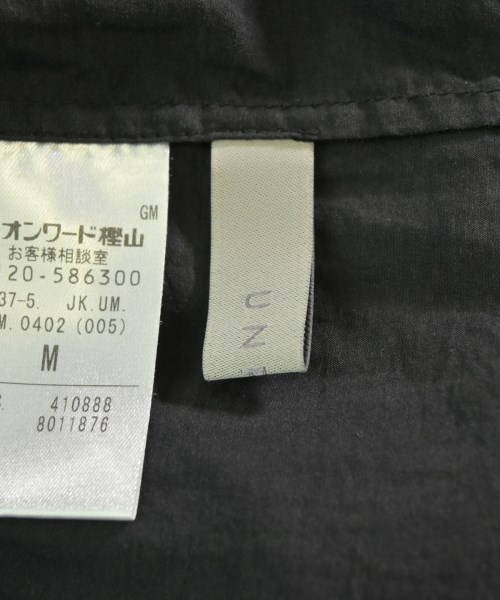 GM
オンワード樫山
お客様相談室
20-586300
37-5. JK.UM.
M.0402 (005)
M
410888
8011876